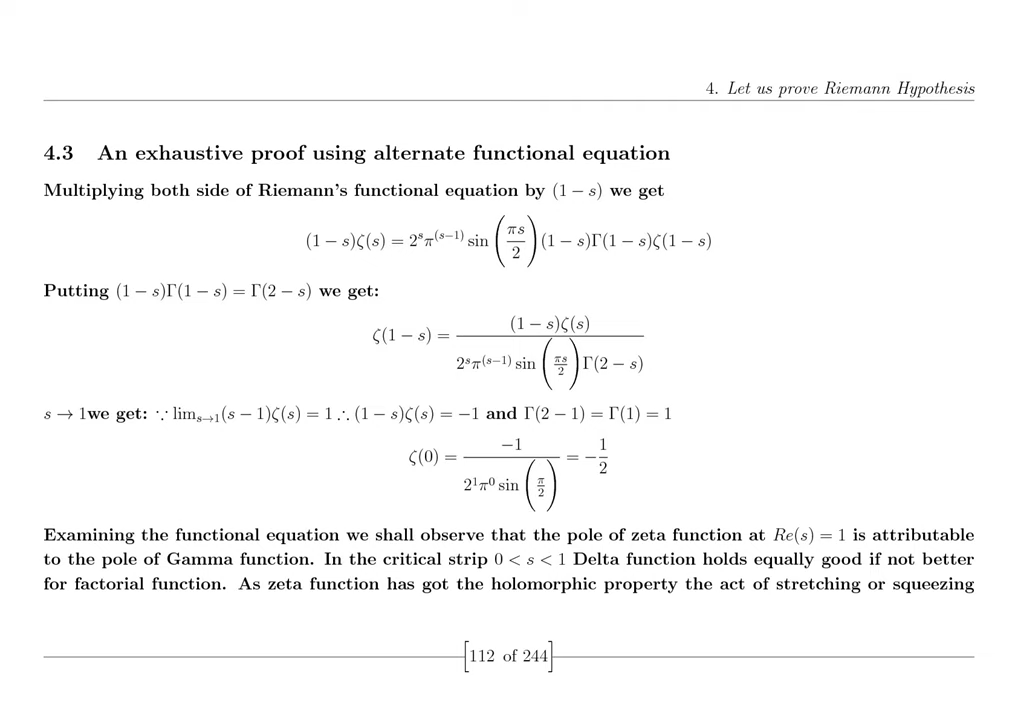 4. Let us prove Riemann Hypothesis
4.3 An exhaustive proof using alternate functional equation
Multiplying both side of Riemann's functional equation by (1 − s) we get
(1 − s)ζ(s) = 2^s π^(s−1) sin(πs/2)(1 − s)Γ(1 − s)ζ(1 − s)
Putting (1 − s)Γ(1 − s) = Γ(2 − s) we get:
ζ(1 − s) = (1 − s)ζ(s) / 2^s π^(s−1) sin(πs/2)Γ(2 − s)
s → 1we get: ∵ lim_{s→1}(s − 1)ζ(s) = 1 ∴ (1 − s)ζ(s) = −1 and Γ(2 − 1) = Γ(1) = 1
ζ(0) = −1 / 2^1 π^0 sin(π/2) = −1/2
Examining the functional equation we shall observe that the pole of zeta function at Re(s) = 1 is attributable
to the pole of Gamma function. In the critical strip 0 < s < 1 Delta function holds equally good if not better
for factorial function. As zeta function has got the holomorphic property the act of stretching or squeezing
[112 of 244]